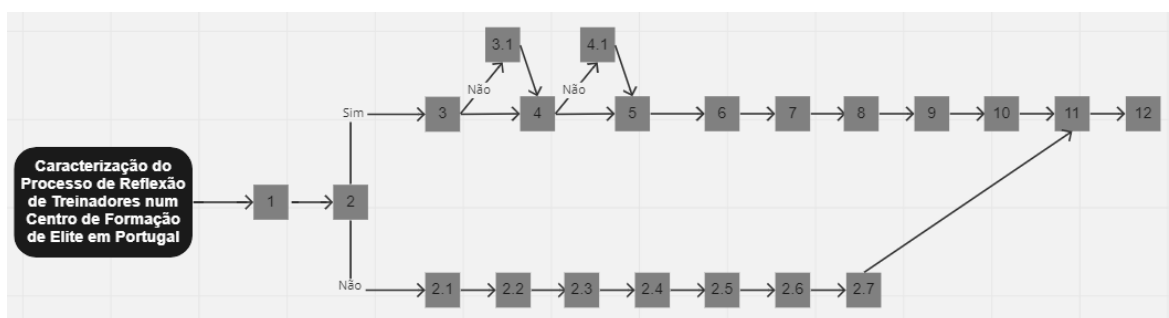 3.1
4.1
Não
Não
Sim
3
4
5
6
7
8
9
10
11
12
Caracterização do
Processo de Reflexão
de Treinadores num
Centro de Formação
de Elite em Portugal
1
2
Não
2.1
2.2
2.3
2.4
2.5
2.6
2.7